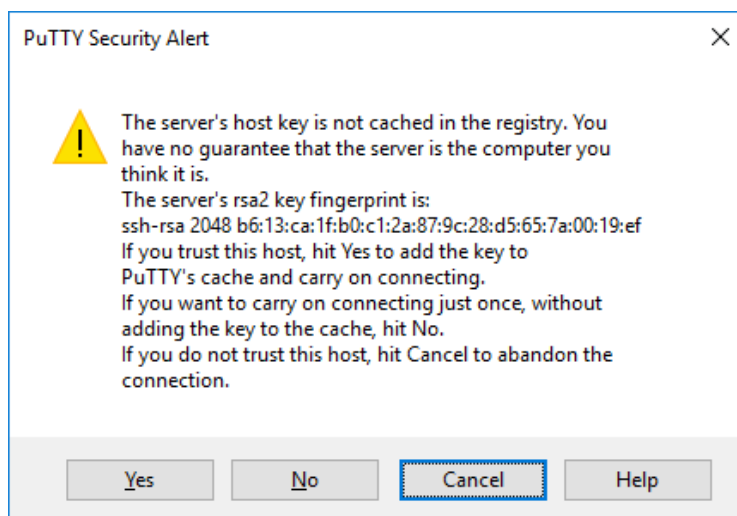 PuTTY Security Alert
The server's host key is not cached in the registry. You
have no guarantee that the server is the computer you
think it is.
The server's rsa2 key fingerprint is:
ssh-rsa 2048 b6:13:ca:1f:b0:c1:2a:87:9c:28:d5:65:7a:00:19:ef
If you trust this host, hit Yes to add the key to
PuTTY's cache and carry on connecting.
If you want to carry on connecting just once, without
adding the key to the cache, hit No.
If you do not trust this host, hit Cancel to abandon the
connection.
Yes No Cancel Help